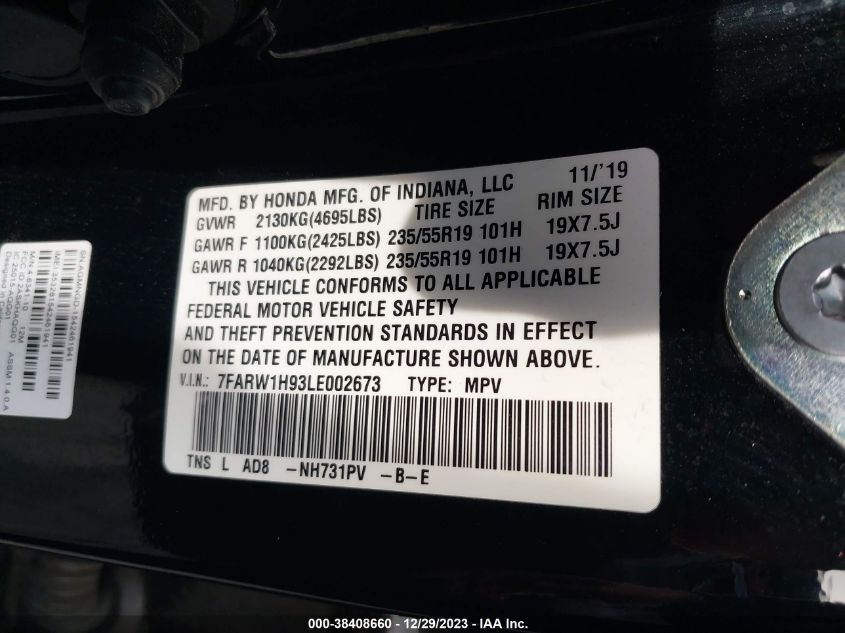 MFD. BY HONDA MFG. OF INDIANA, LLC 11/'19
GVWR 2130KG(4695LBS) TIRE SIZE RIM SIZE
GAWR F 1100KG(2425LBS) 235/55R19 101H 19X7.5J
GAWR R 1040KG(2292LBS) 235/55R19 101H 19X7.5J
THIS VEHICLE CONFORMS TO ALL APPLICABLE
FEDERAL MOTOR VEHICLE SAFETY
AND THEFT PREVENTION STANDARDS IN EFFECT
ON THE DATE OF MANUFACTURE SHOWN ABOVE.
V.I.N.: 7FARW1H93LE002673 TYPE: MPV
TNS L AD8 -NH731PV -B-E
000-38408660 - 12/29/2023 - IAA Inc.